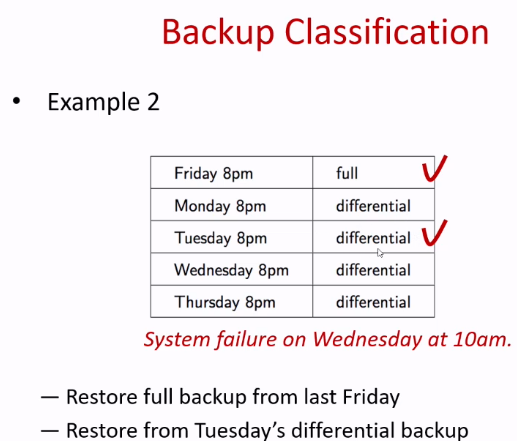 Backup Classification
• Example 2
Friday 8pm full
Monday 8pm differential
Tuesday 8pm differential
Wednesday 8pm differential
Thursday 8pm differential
System failure on Wednesday at 10am.
— Restore full backup from last Friday
— Restore from Tuesday’s differential backup